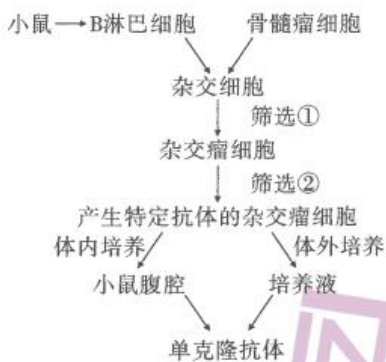 小鼠→B淋巴细胞 骨髓瘤细胞
杂交细胞
筛选①
杂交瘤细胞
筛选②
产生特定抗体的杂交瘤细胞
体内培养 体外培养
小鼠腹腔 培养液
单克隆抗体